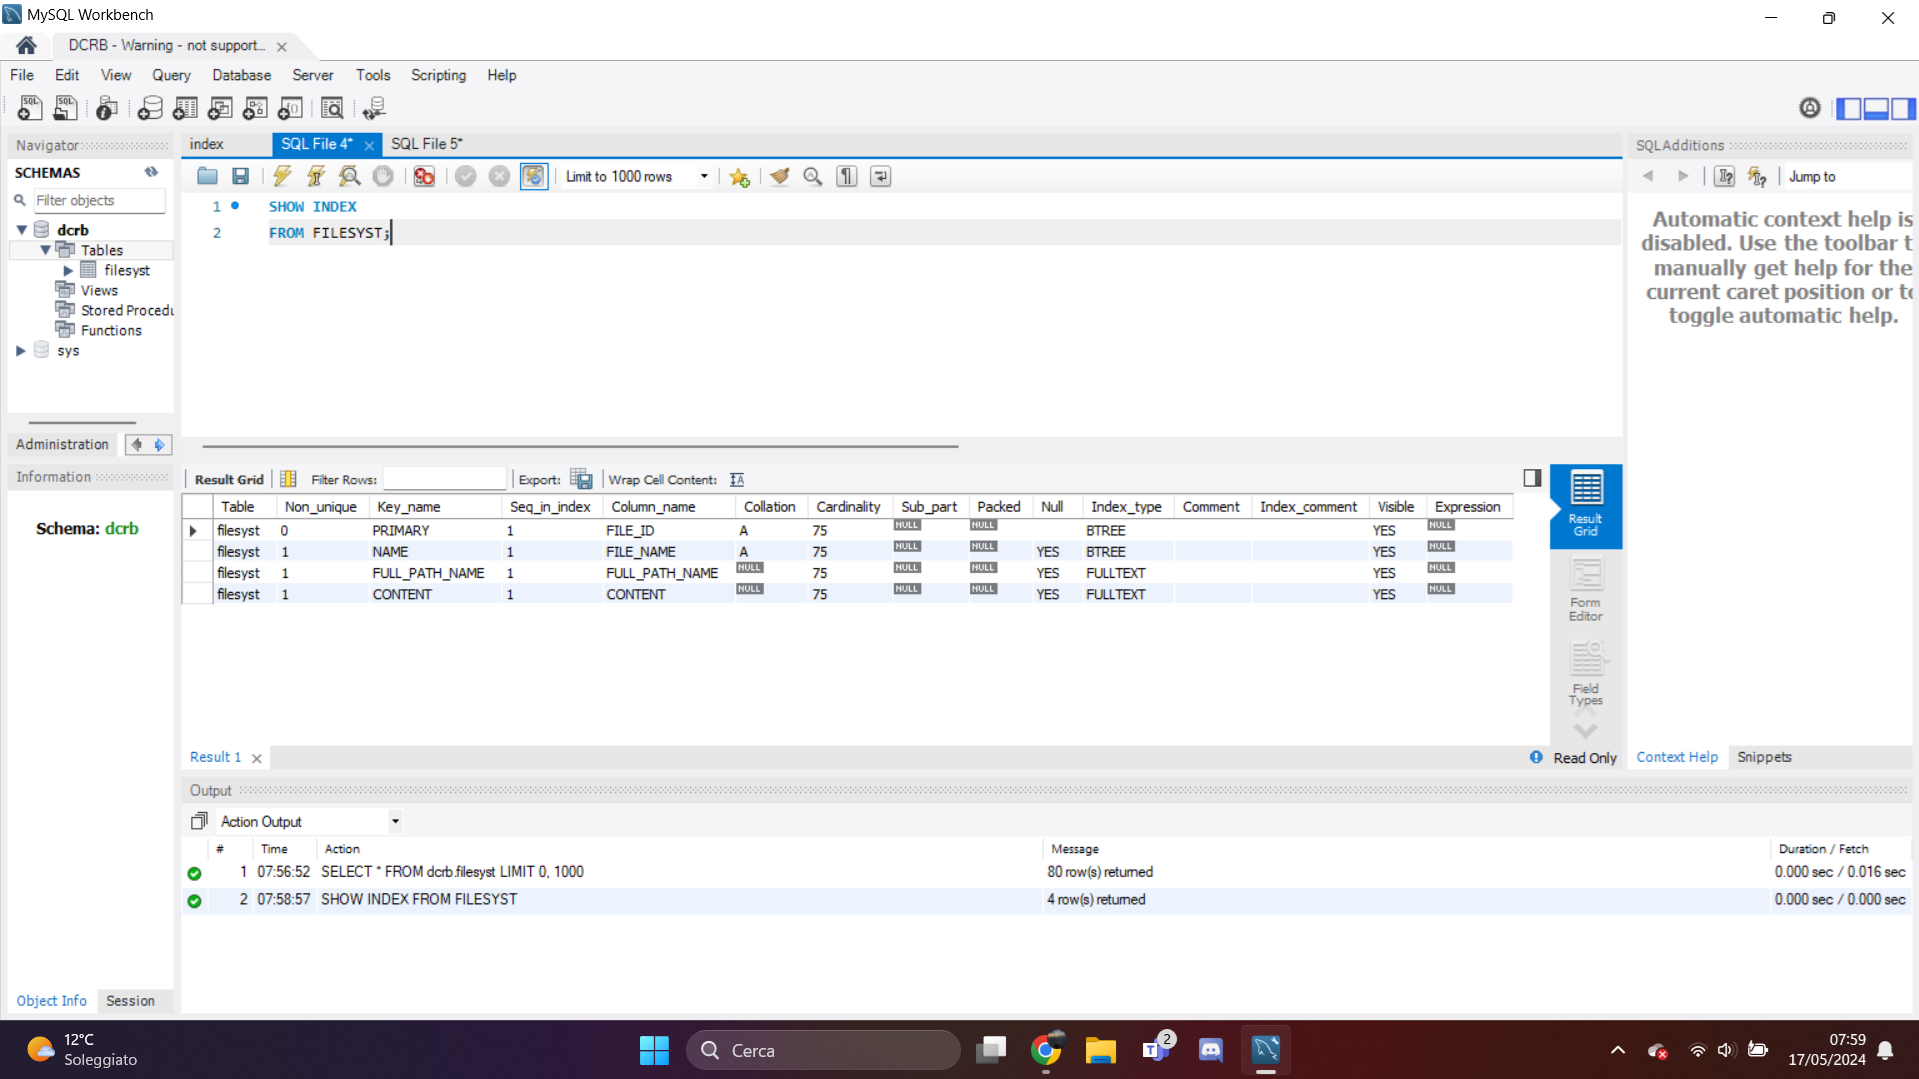 MySQL Workbench
DCRB - Warning - not support...
File Edit View Query Database Server Tools Scripting Help
Navigator
SCHEMAS
Filter objects
dcrb
Tables
filesyst
Views
Stored Procedu
Functions
sys
Administration
Information
Schema: dcrb
Object Info Session
index SQL File 4* SQL File 5*
Limit to 1000 rows
1 SHOW INDEX
2 FROM FILESYST;
Result Grid Filter Rows: Export: Wrap Cell Content:
Table Non_unique Key_name Seq_in_index Column_name Collation Cardinality Sub_part Packed Null Index_type Comment Index_comment Visible Expression
filesyst 0 PRIMARY 1 FILE_ID A 75 NULL NULL BTREE YES NULL
filesyst 1 NAME 1 FILE_NAME A 75 NULL NULL YES BTREE YES NULL
filesyst 1 FULL_PATH_NAME 1 FULL_PATH_NAME NULL 75 NULL NULL YES FULLTEXT YES NULL
filesyst 1 CONTENT 1 CONTENT NULL 75 NULL NULL YES FULLTEXT YES NULL
Result
Grid
Form
Editor
Field
Types
Result 1
Read Only
SQLAdditions
Jump to
Automatic context help is
disabled. Use the toolbar t
manually get help for the
current caret position or to
toggle automatic help.
Context Help Snippets
Output
Action Output
# Time Action Message Duration / Fetch
1 07:56:52 SELECT * FROM dcrb.filesyst LIMIT 0, 1000 80 row(s) returned 0.000 sec / 0.016 sec
2 07:58:57 SHOW INDEX FROM FILESYST 4 row(s) returned 0.000 sec / 0.000 sec
12°C
Soleggiato
Cerca
2
07:59
17/05/2024